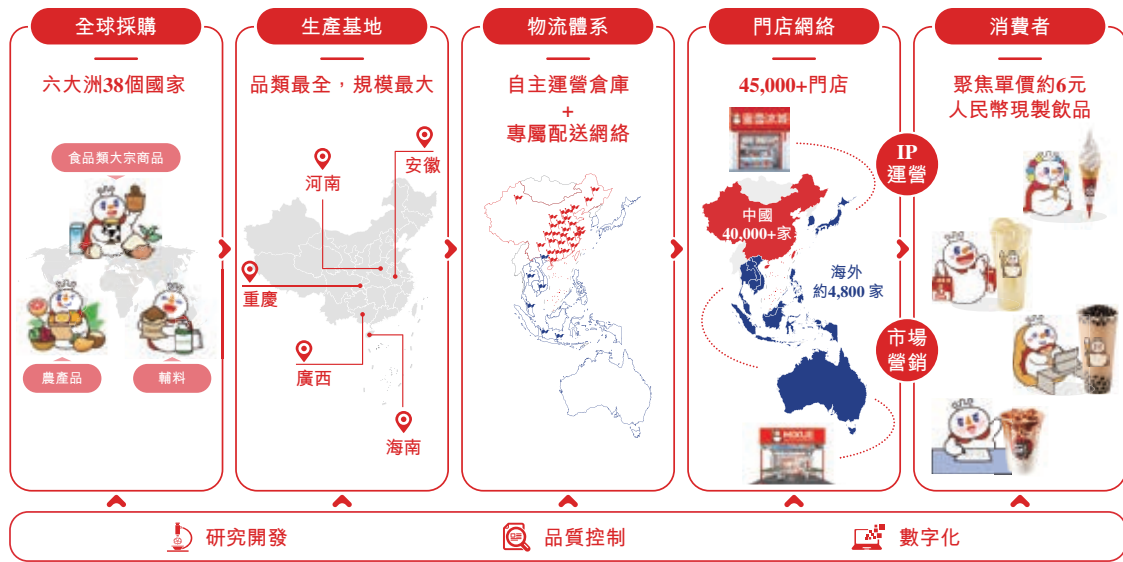 全球採購
六大洲38個國家
食品類大宗商品
農產品
輔料
生產基地
品類最全，規模最大
安徽
河南
重慶
廣西
海南
物流體系
自主運營倉庫
+
專屬配送網絡
門店網絡
45,000+門店
蜜雪冰城
中國
40,000+家
海外
約4,800家
MIXUE
IP
運營
市場
營銷
消費者
聚焦單價約6元
人民幣現製飲品
研究開發
品質控制
數字化